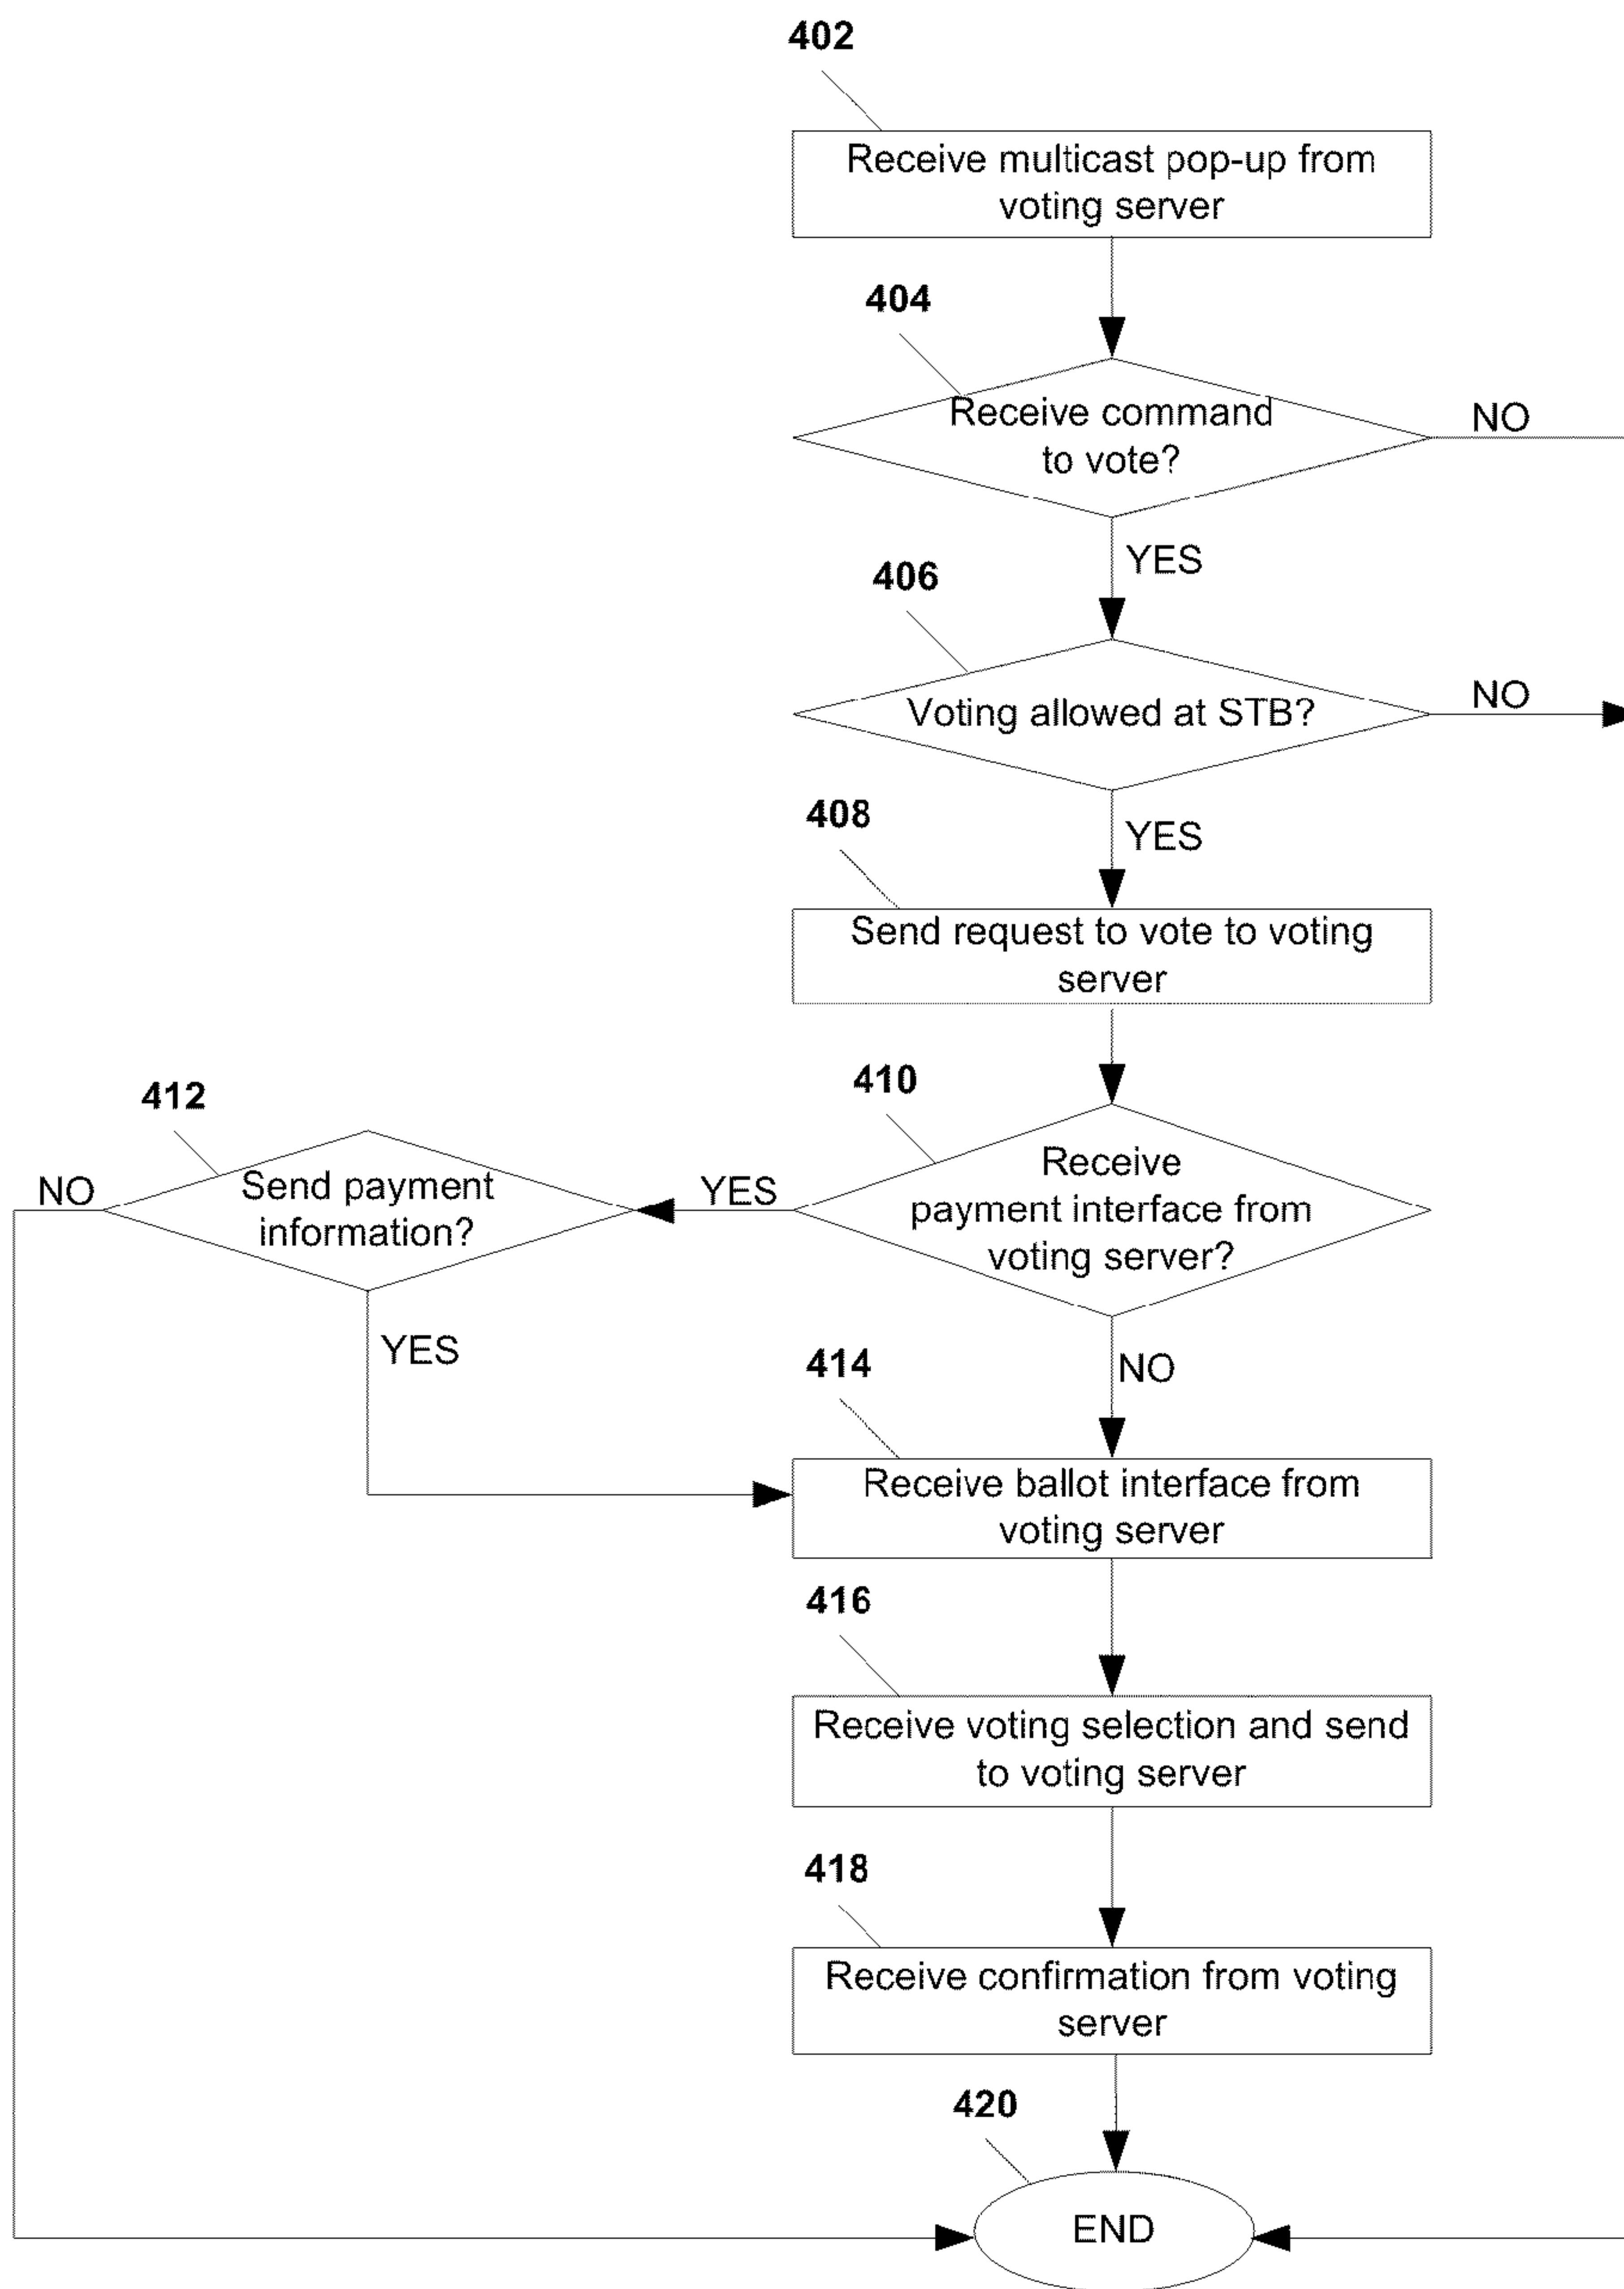 402
Receive multicast pop-up from
voting server
404
Receive command
to vote?
NO
YES
406
Voting allowed at STB?
NO
YES
408
Send request to vote to voting
server
410
Receive
payment interface from
voting server?
YES
412
Send payment
information?
NO
YES
NO
414
Receive ballot interface from
voting server
416
Receive voting selection and send
to voting server
418
Receive confirmation from voting
server
420
END